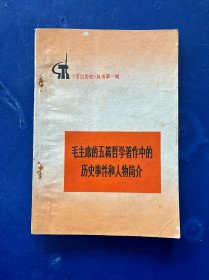 《学点历史》丛书第一辑
毛主席的五篇哲学著作中的
历史事件和人物简介